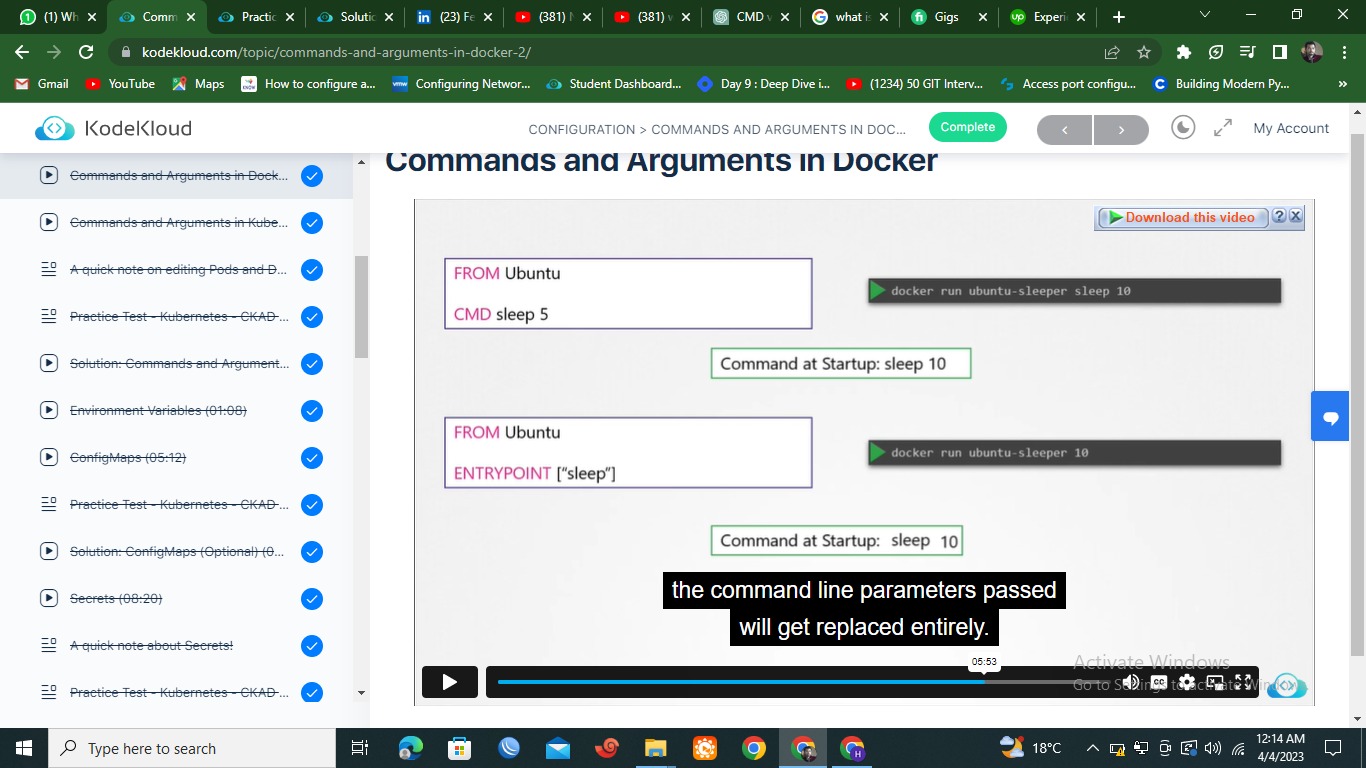 (1) Wh
Comm
Practic
Solutic
(23) Fe
(381)
(381)
CMD v
what is
Gigs
Experi
kodekloud.com/topic/commands-and-arguments-in-docker-2/
Gmail
YouTube
Maps
How to configure a...
Configuring Networ...
Student Dashboard...
Day 9 : Deep Dive i...
(1234) 50 GIT Interv...
Access port configu...
Building Modern Py...
»
KodeKloud
CONFIGURATION > COMMANDS AND ARGUMENTS IN DOC...
Complete
My Account
Commands and Arguments in Dock...
Commands and Arguments in Kube...
A quick note on editing Pods and D...
Practice Test - Kubernetes - CKAD ...
Solution: Commands and Argument...
Environment Variables (01:08)
ConfigMaps (05:12)
Practice Test - Kubernetes - CKAD ...
Solution: ConfigMaps (Optional) (0...
Secrets (08:20)
A quick note about Secrets!
Practice Test - Kubernetes - CKAD ...
Commands and Arguments in Docker
Download this video ? X
FROM Ubuntu
CMD sleep 5
docker run ubuntu-sleeper sleep 10
Command at Startup: sleep 10
FROM Ubuntu
ENTRYPOINT ["sleep"]
docker run ubuntu-sleeper 10
Command at Startup: sleep 10
the command line parameters passed
will get replaced entirely.
05:53
Activate Windows
CC
Type here to search
18°C
12:14 AM
4/4/2023